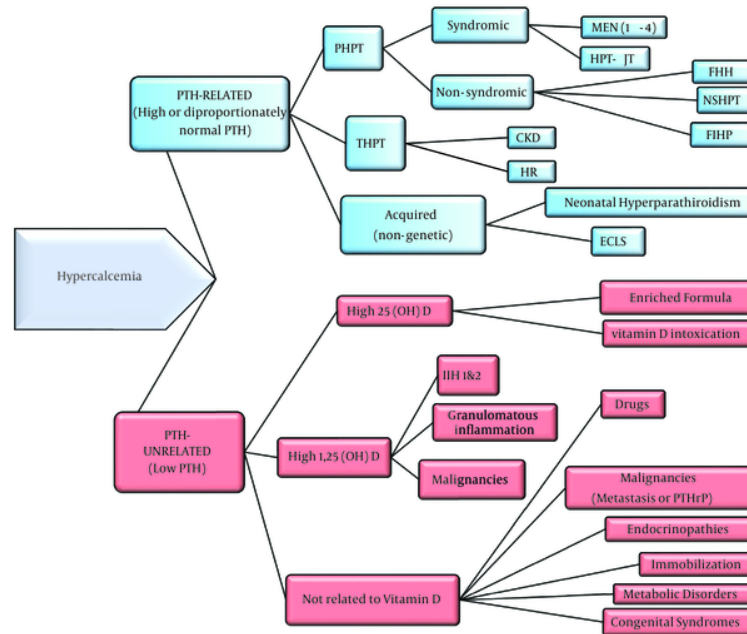 Hypercalcemia
PTH-RELATED
(High or diproportionately
normal PTH)
PHPT
Syndromic
MEN (1 -4)
HPT- JT
Non-syndromic
FHH
NSHPT
FIHP
THPT
CKD
HR
Acquired
(non-genetic)
Neonatal Hyperparathiroidism
ECLS
PTH-
UNRELATED
(Low PTH)
High 25 (OH) D
Enriched Formula
vitamin D intoxication
High 1,25 (OH) D
IIH 1&2
Granulomatous
inflammation
Malignancies
Not related to Vitamin D
Drugs
Malignancies
(Metastasis or PTHrP)
Endocrinopathies
Immobilization
Metabolic Disorders
Congenital Syndromes